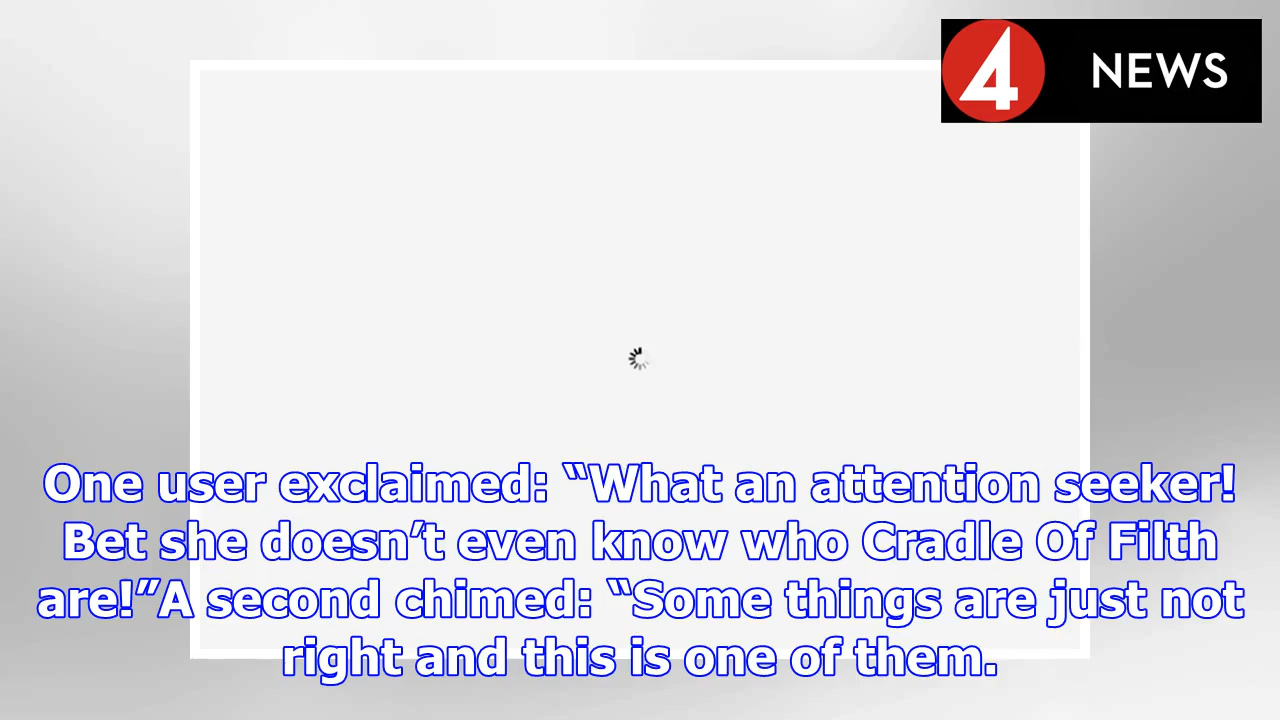 4 NEWS
One user exclaimed: “What an attention seeker!
Bet she doesn’t even know who Cradle Of Filth
are!”A second chimed: “Some things are just not
right and this is one of them.